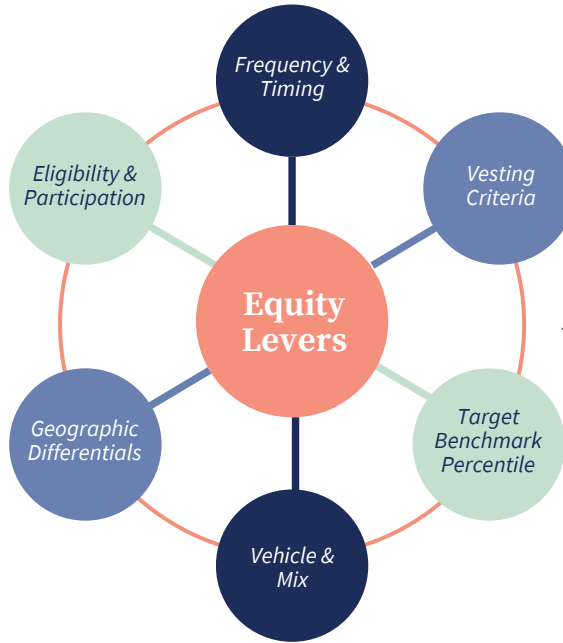 Frequency &
Timing
Eligibility &
Participation
Vesting
Criteria
Equity
Levers
Geographic
Differentials
Target
Benchmark
Percentile
Vehicle &
Mix